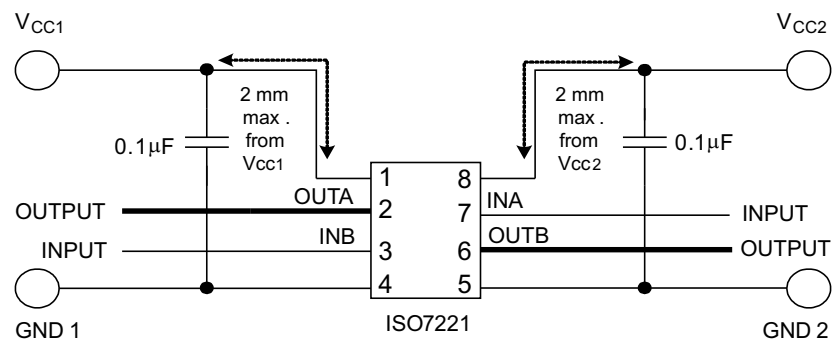 VCC1
VCC2
2 mm
max .
from
VCC1
2 mm
max .
from
VCC2
0.1μF
0.1μF
1
8
OUTPUT
OUTA
2
7
INA
INPUT
INPUT
INB
3
6
OUTB
OUTPUT
4
5
GND 1
ISO7221
GND 2